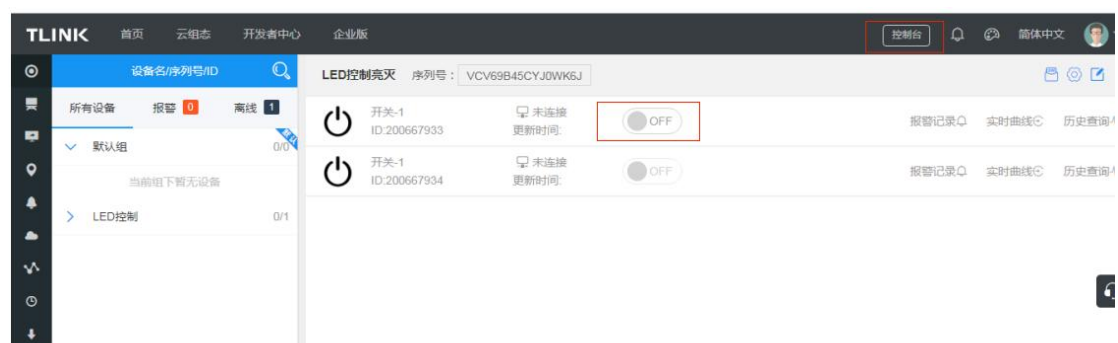 TLINK 首页 云组态 开发者中心 企业版 控制台 简体中文
设备名/序列号/ID
LED控制亮灭 序列号: VCV69B45CYJ0WK6J
所有设备 报警 0 离线 1
默认组 0/0
当前组下暂无设备
LED控制 0/1
开关-1 未连接 OFF 报警记录 实时曲线 历史查询
ID:200667933 更新时间:
开关-1 未连接 OFF 报警记录 实时曲线 历史查询
ID:200667934 更新时间: